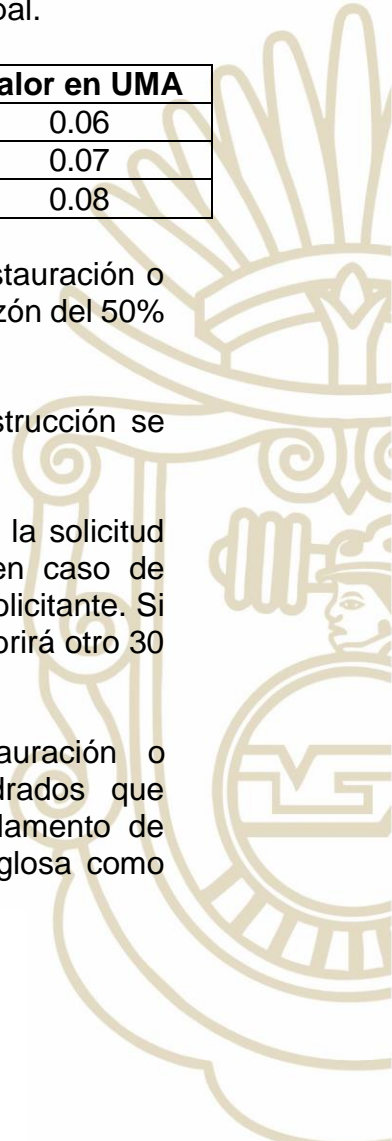 pal.
alor en UMA
0.06
0.07
0.08
stauración o
zón del 50%
strucción se
la solicitud
en caso de
olicitante. Si
orirá otro 30
auración o
drados que
lamento de
glosa como